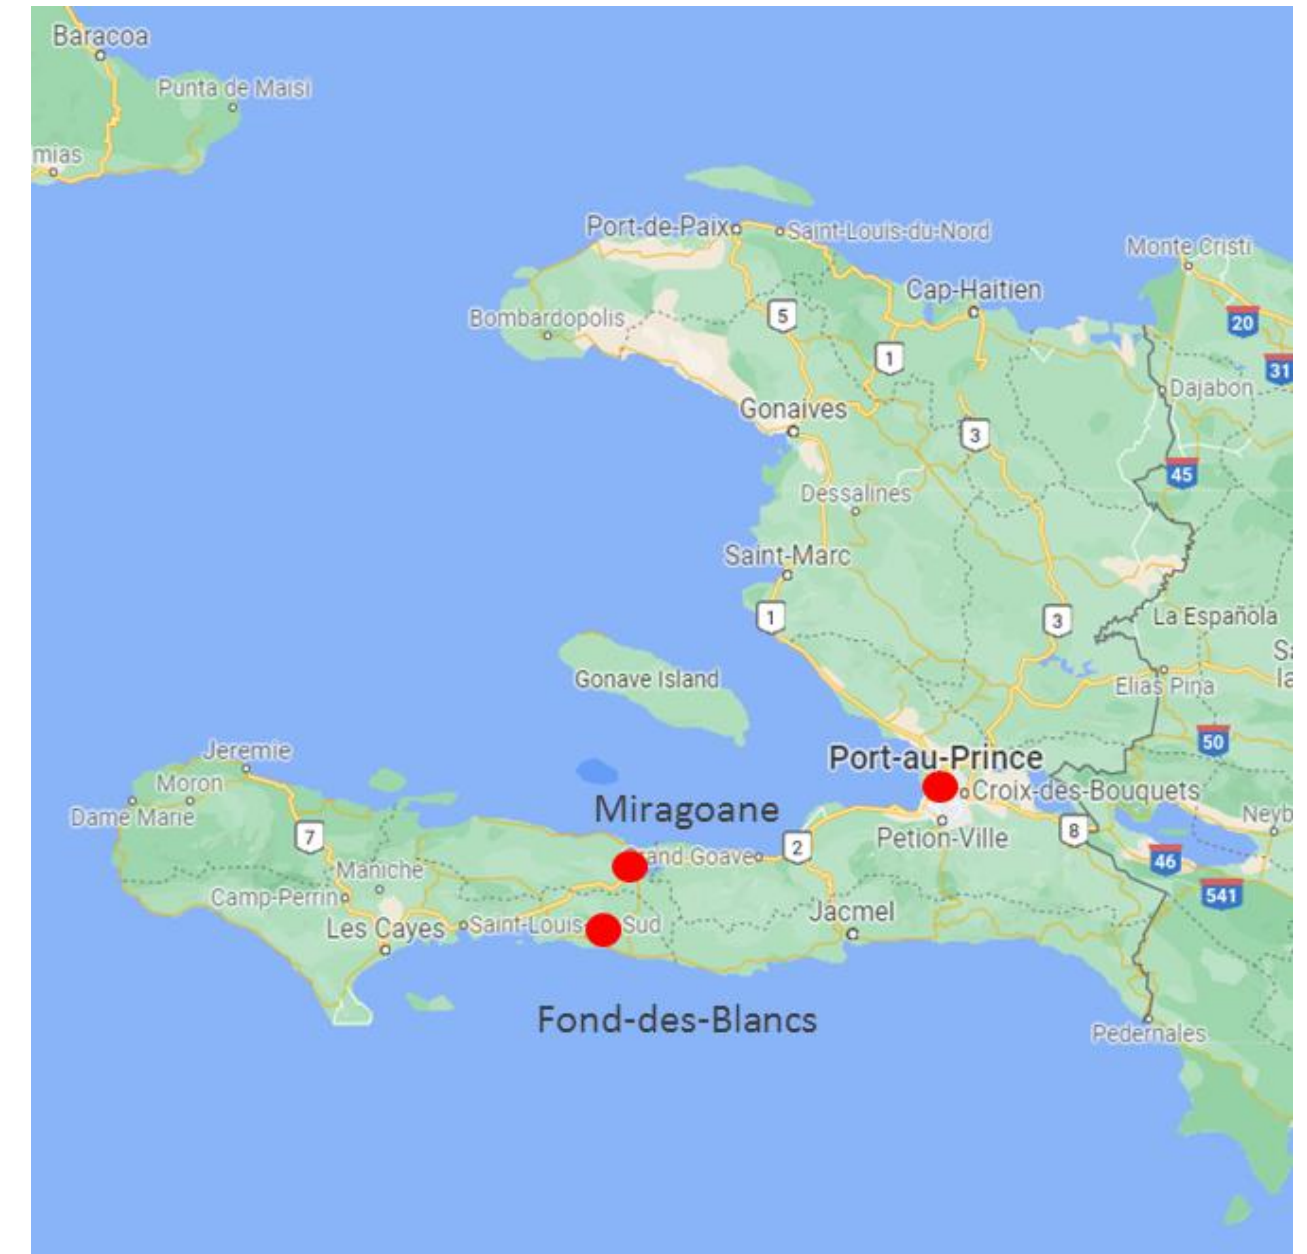 Baracoa
Punta de Maisi
mias
Port-de-Paix
Saint-Louis-du-Nord
Monte Cristi
Cap-Haitien
Bombardopolis
5
20
1
31
Dajabon
Gonaives
3
45
Dessalines
Saint-Marc
1
3
La Española
Gonave Island
Elias Pina
50
Jeremie
Port-au-Prince
Moron
Croix-des-Bouquets
Dame Marie
Miragoane
7
2
Petion-Ville
8
Neyb
rand Goave
46
Maniche
541
Camp-Perrin
Jacmel
Les Cayes
Saint-Louis
Sud
Fond-des-Blancs
Pedernales